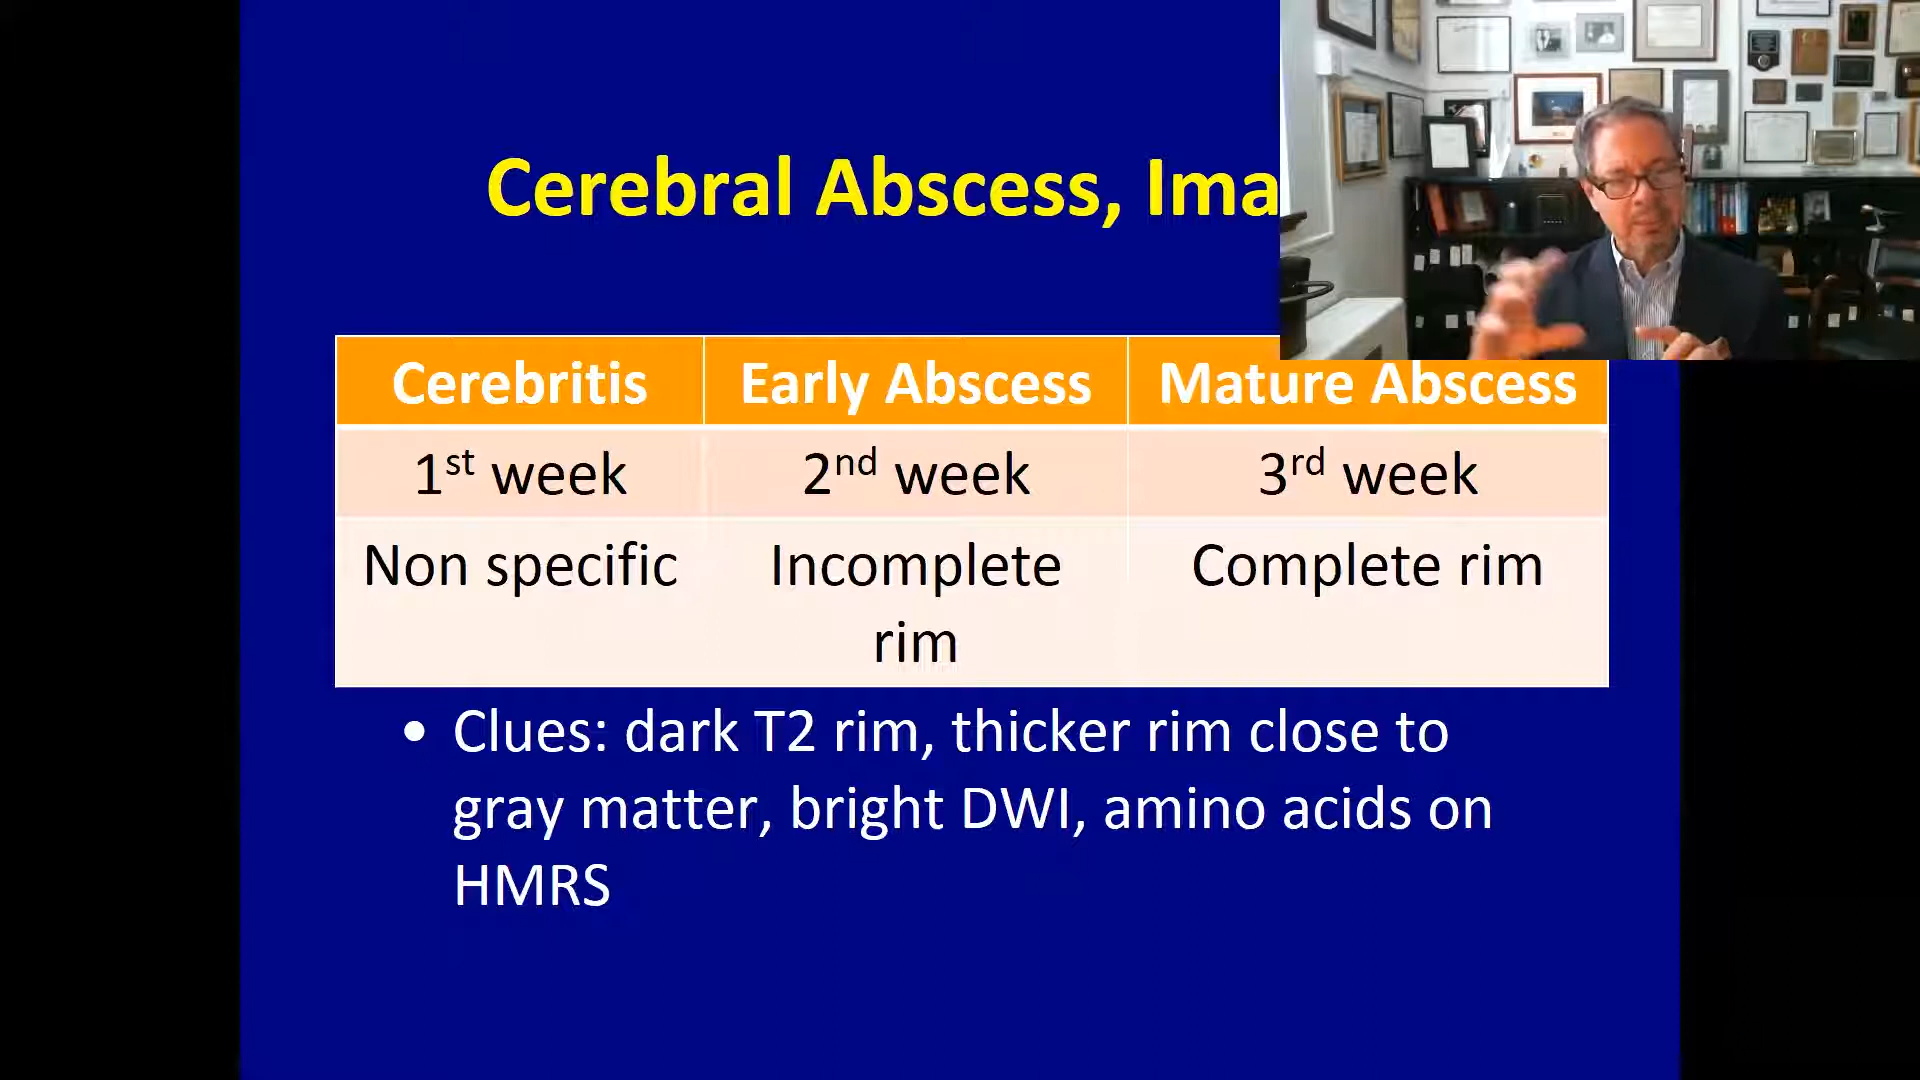 Cerebral Abscess, Ima
Cerebritis
Early Abscess
Mature Abscess
1st week
2nd week
3rd week
Non specific
Incomplete
rim
Complete rim
• Clues: dark T2 rim, thicker rim close to
gray matter, bright DWI, amino acids on
HMRS